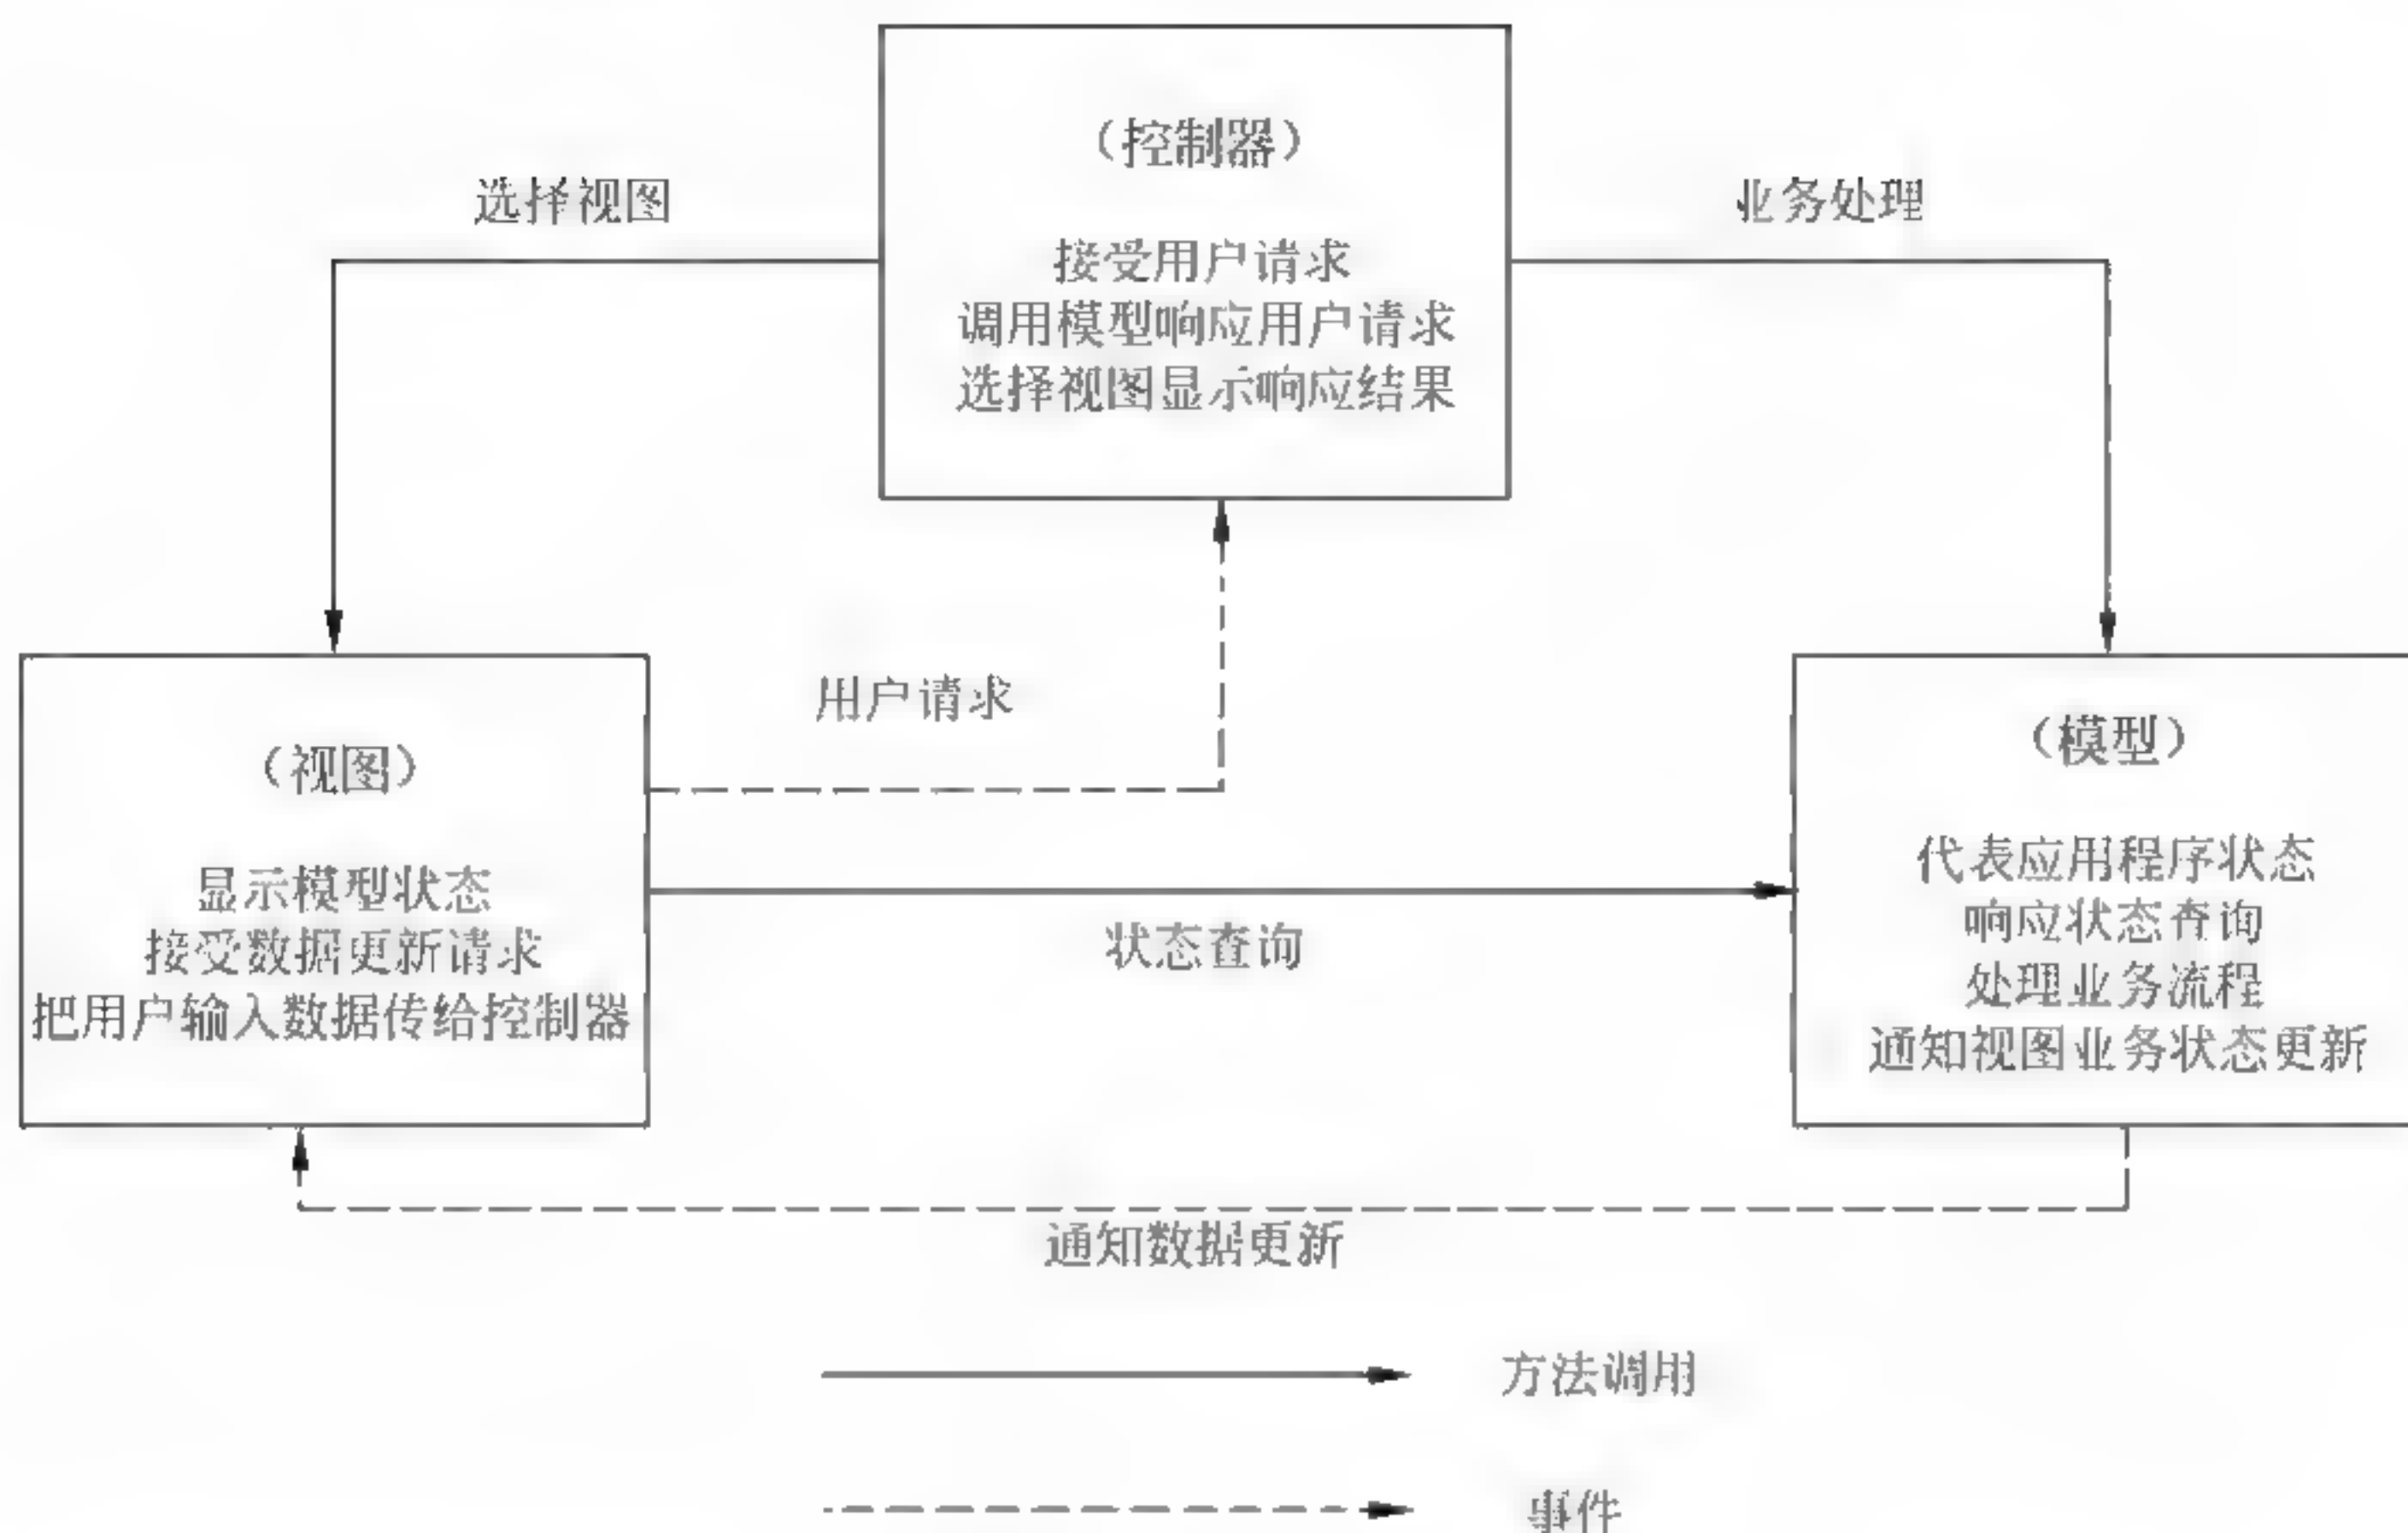 （控制器）
接受用户请求
调用模型响应用户请求
选择视图显示响应结果
选择视图
业务处理
用户请求
（视图）
显示模型状态
接受数据更新请求
把用户输入数据传给控制器
状态查询
（模型）
代表应用程序状态
响应状态查询
处理业务流程
通知视图业务状态更新
通知数据更新
方法调用
事件